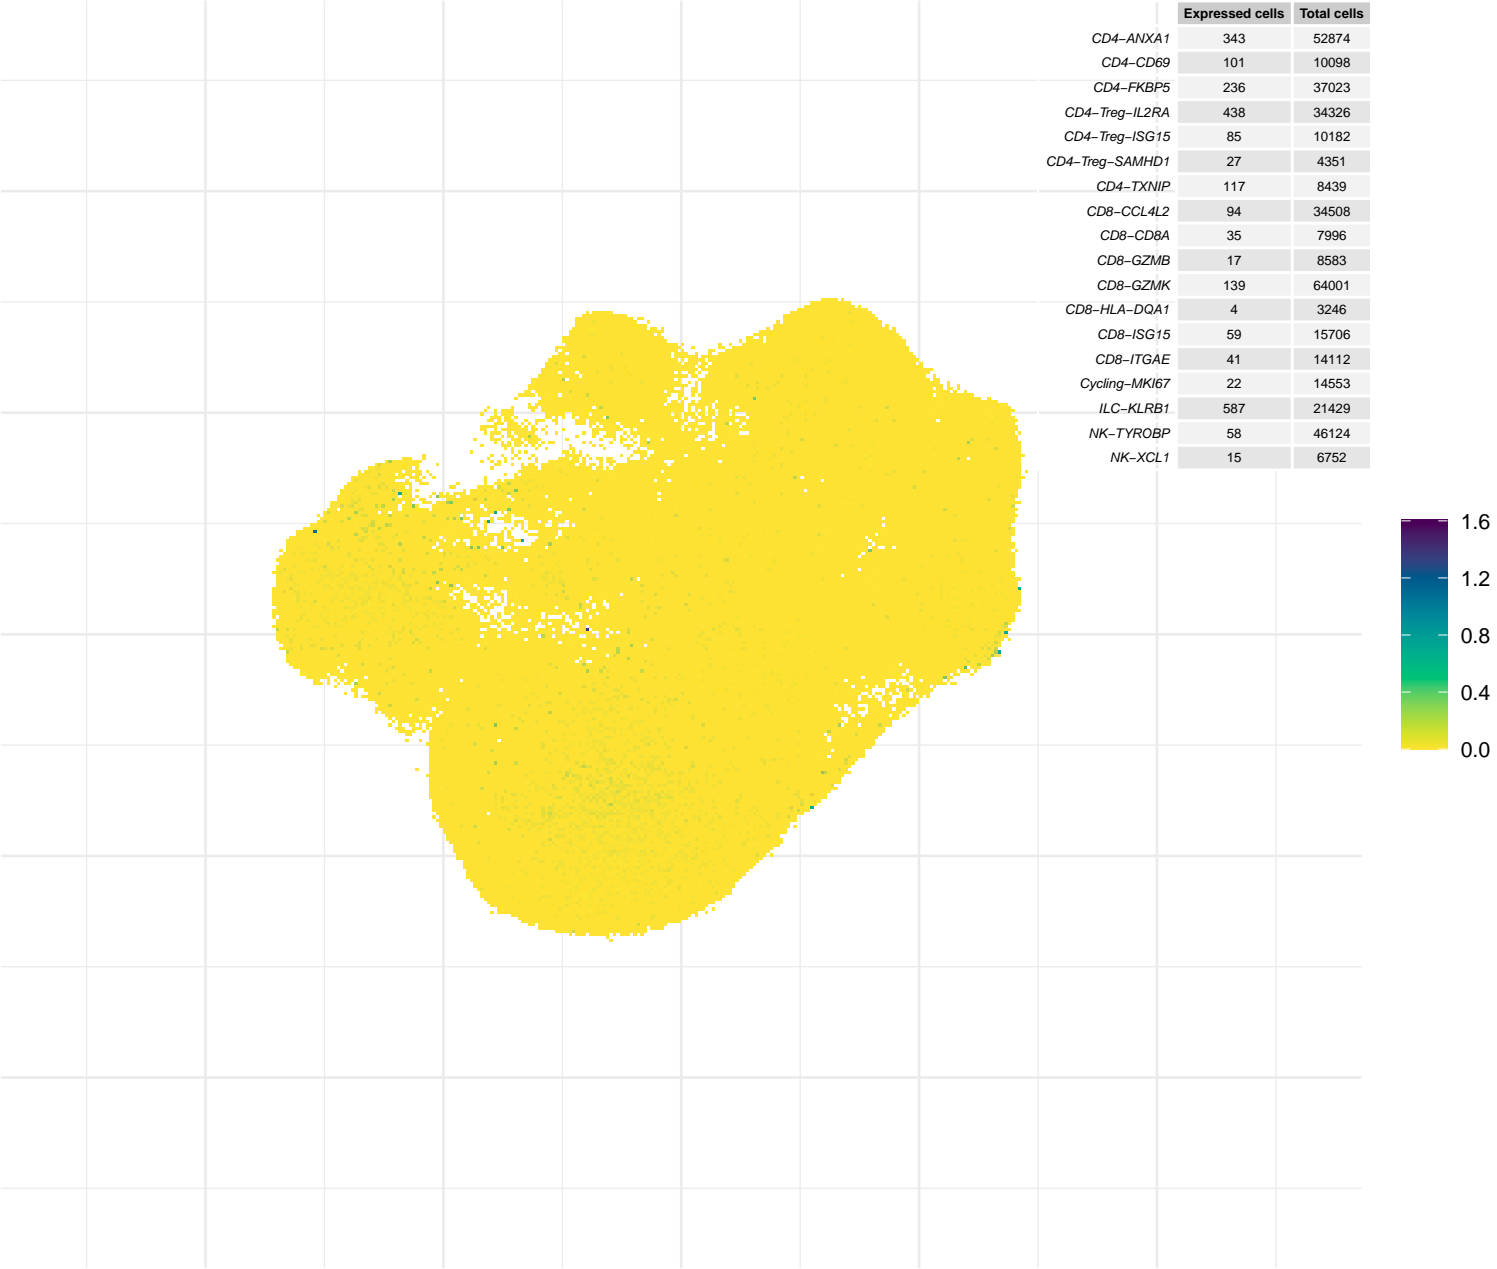 Expressed cells Total cells
CD4−ANXA1 343 52874
CD4−CD69 101 10098
CD4−FKBP5 236 37023
CD4−Treg−IL2RA 438 34326
CD4−Treg−ISG15 85 10182
CD4−Treg−SAMHD1 27 4351
CD4−TXNIP 117 8439
CD8−CCL4L2 94 34508
CD8−CD8A 35 7996
CD8−GZMB 17 8583
CD8−GZMK 139 64001
CD8−HLA−DQA1 4 3246
CD8−ISG15 59 15706
CD8−ITGAE 41 14112
Cycling−MKI67 22 14553
ILC−KLRB1 587 21429
NK−TYROBP 58 46124
NK−XCL1 15 6752
1.6
1.2
0.8
0.4
0.0